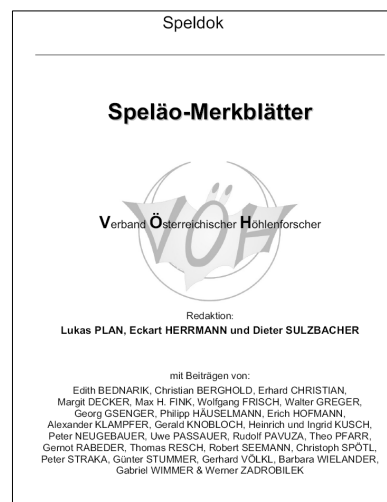 Speldok
Speläo-Merkblätter
VÖH
Verband Österreichischer Höhlenforscher
Redaktion:
Lukas PLAN, Eckart HERRMANN und Dieter SULZBACHER
mit Beiträgen von:
Edith BEDNARIK, Christian BERGHOLD, Erhard CHRISTIAN,
Margit DECKER, Max H. FINK, Wolfgang FRISCH, Walter GREGER,
Georg GSENGER, Philipp HÄUSELMANN, Erich HOFMANN,
Alexander KLAMPFER, Gerald KNOBLOCH, Heinrich und Ingrid KUSCH,
Peter NEUGEBAUER, Uwe PASSAUER, Rudolf PAVUZA, Theo PFARR,
Gernot RABEDER, Thomas RESCH, Robert SEEMANN, Christoph SPÖTL,
Peter STRAKA, Günter STUMMER, Gerhard VÖLKL, Barbara WIELANDER,
Gabriel WIMMER & Werner ZADROBILEK